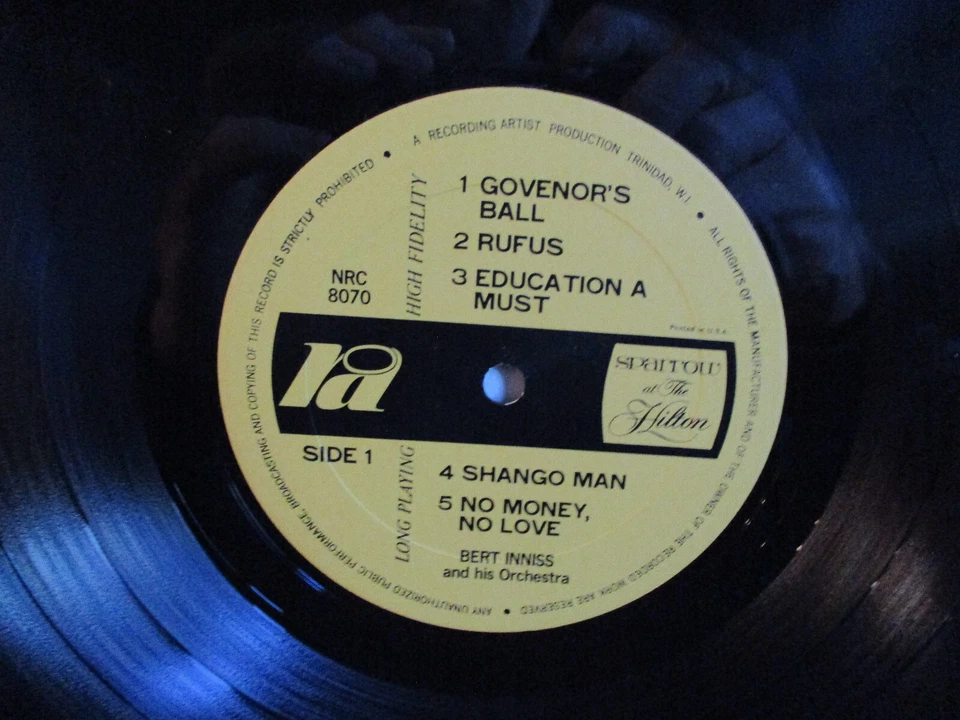 A RECORDING ARTIST PRODUCTION TRINIDAD, W.I. • ALL RIGHTS OF THE MANUFACTURER AND OF THE OWNER OF THE RECORDED WORK ARE RESERVED • ANY UNAUTHORIZED PUBLIC PERFORMANCE, BROADCASTING AND COPYING OF THIS RECORD IS STRICTLY PROHIBITED •
1 GOVENOR'S
BALL
2 RUFUS
3 EDUCATION A
MUST
NRC
8070
HIGH FIDELITY
Printed in U.S.A.
ra
sparrow
at The
Hilton
SIDE 1
LONG PLAYING
4 SHANGO MAN
5 NO MONEY,
NO LOVE
BERT INNISS
and his Orchestra